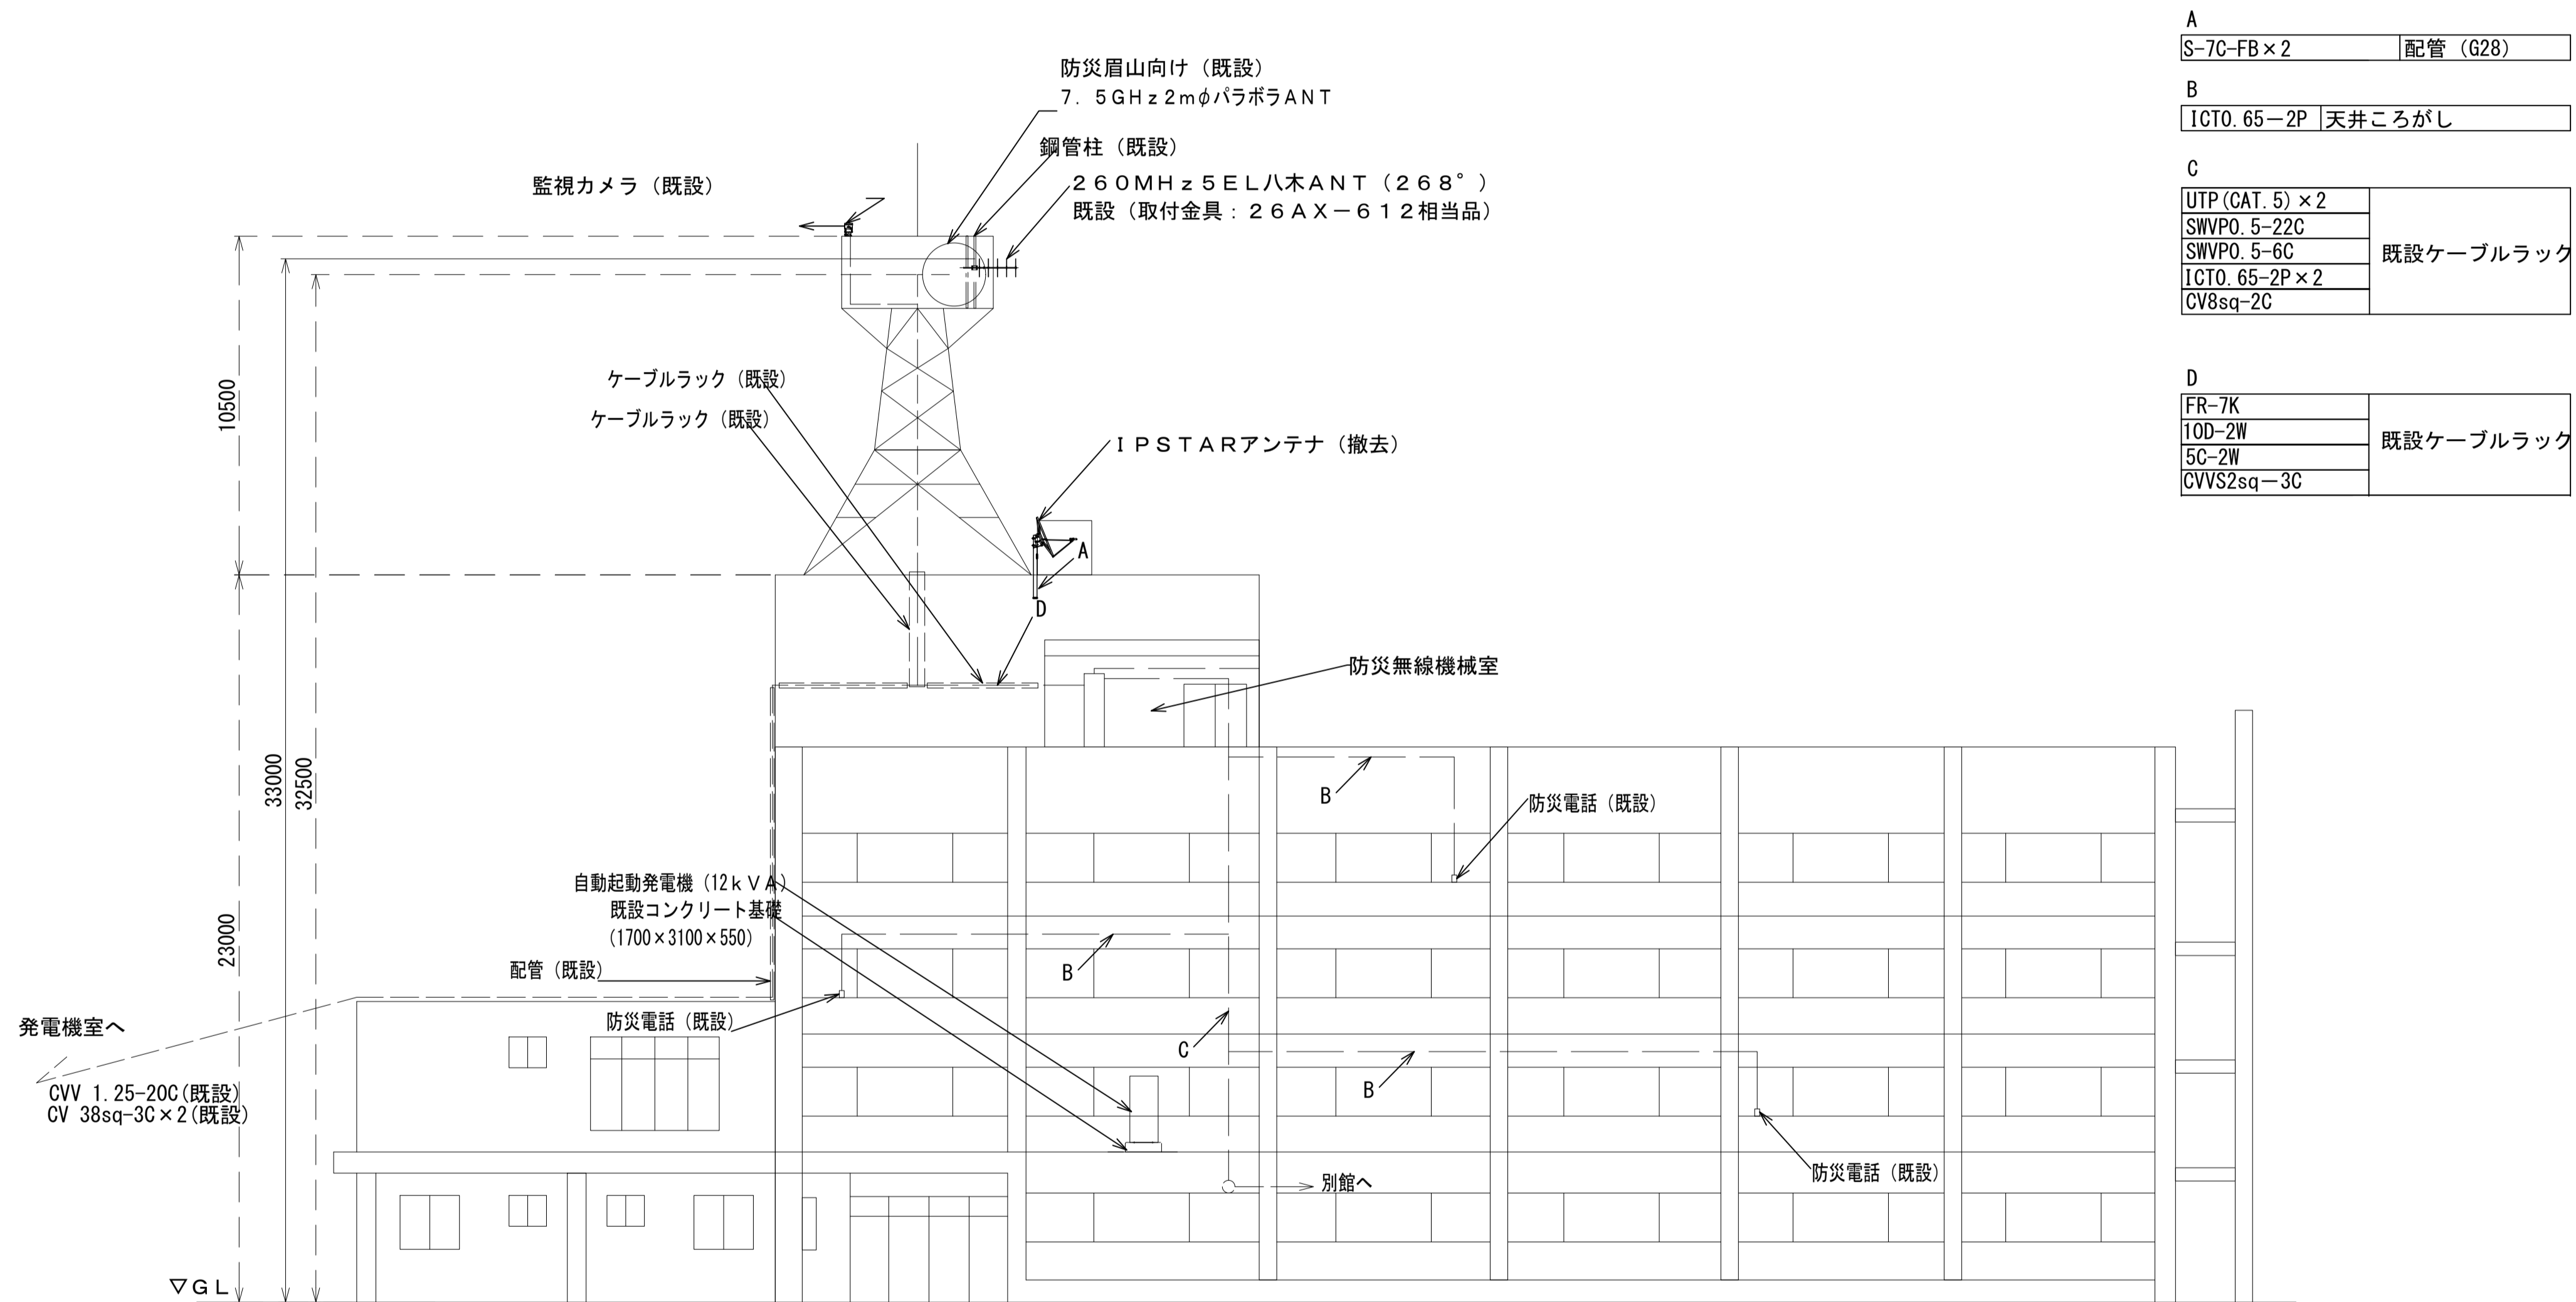 A
S-7C-FB×2 配管（G28）
B
ICT0.65－2P 天井ころがし
C
UTP(CAT.5)×2
SWVP0.5-22C
SWVP0.5-6C
ICT0.65-2P×2
CV8sq-2C
既設ケーブルラック
D
FR-7K
10D-2W
5C-2W
CVVS2sq－3C
既設ケーブルラック
防災眉山向け（既設）
７．５ＧＨｚ２ｍφパラボラＡＮＴ
鋼管柱（既設）
監視カメラ（既設）
２６０ＭＨｚ５ＥＬ八木ＡＮＴ（２６８°）
既設（取付金具：２６ＡＸ－６１２相当品）
ケーブルラック（既設）
ケーブルラック（既設）
ＩＰＳＴＡＲアンテナ（撤去）
A
D
10500
33000
32500
23000
防災無線機械室
B
防災電話（既設）
自動起動発電機（12ｋＶＡ）
既設コンクリート基礎
（1700×3100×550）
配管（既設）
B
防災電話（既設）
発電機室へ
C
B
CVV 1.25-20C(既設)
CV 38sq-3C×2(既設)
防災電話（既設）
別館へ
▽ＧＬ